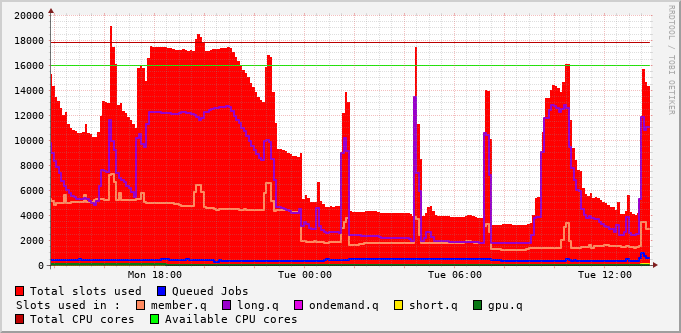 20000
18000
16000
14000
12000
10000
8000
6000
4000
2000
0
Mon 18:00 Tue 00:00 Tue 06:00 Tue 12:00
RRDTOOL / TOBI OETIKER
Total slots used Queued Jobs
Slots used in : member.q long.q ondemand.q short.q gpu.q
Total CPU cores Available CPU cores